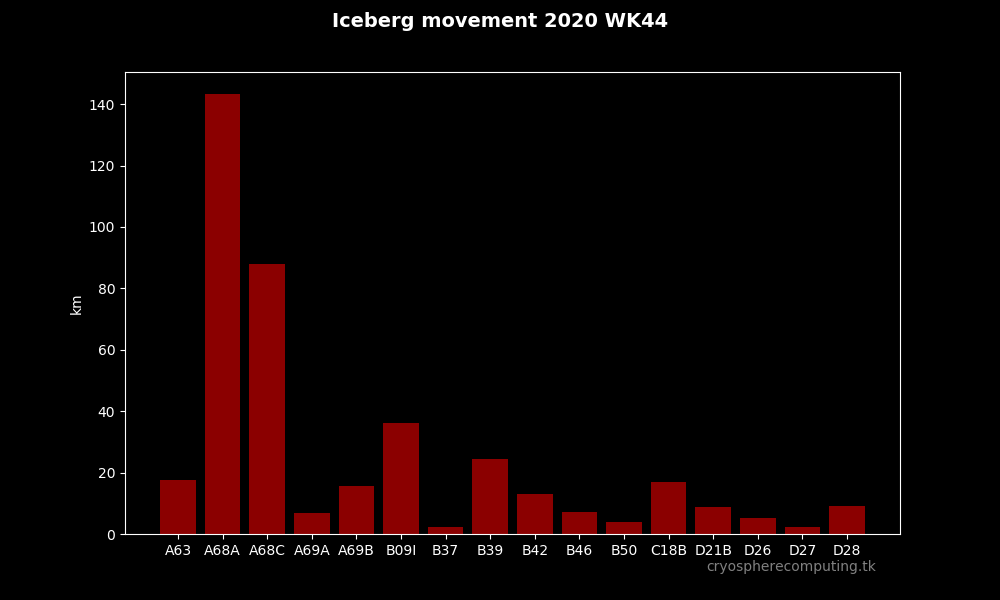 Iceberg movement 2020 WK44
km
140
120
100
80
60
40
20
0
A63 A68A A68C A69A A69B B09I B37 B39 B42 B46 B50 C18B D21B D26 D27 D28
cryospherecomputing.tk